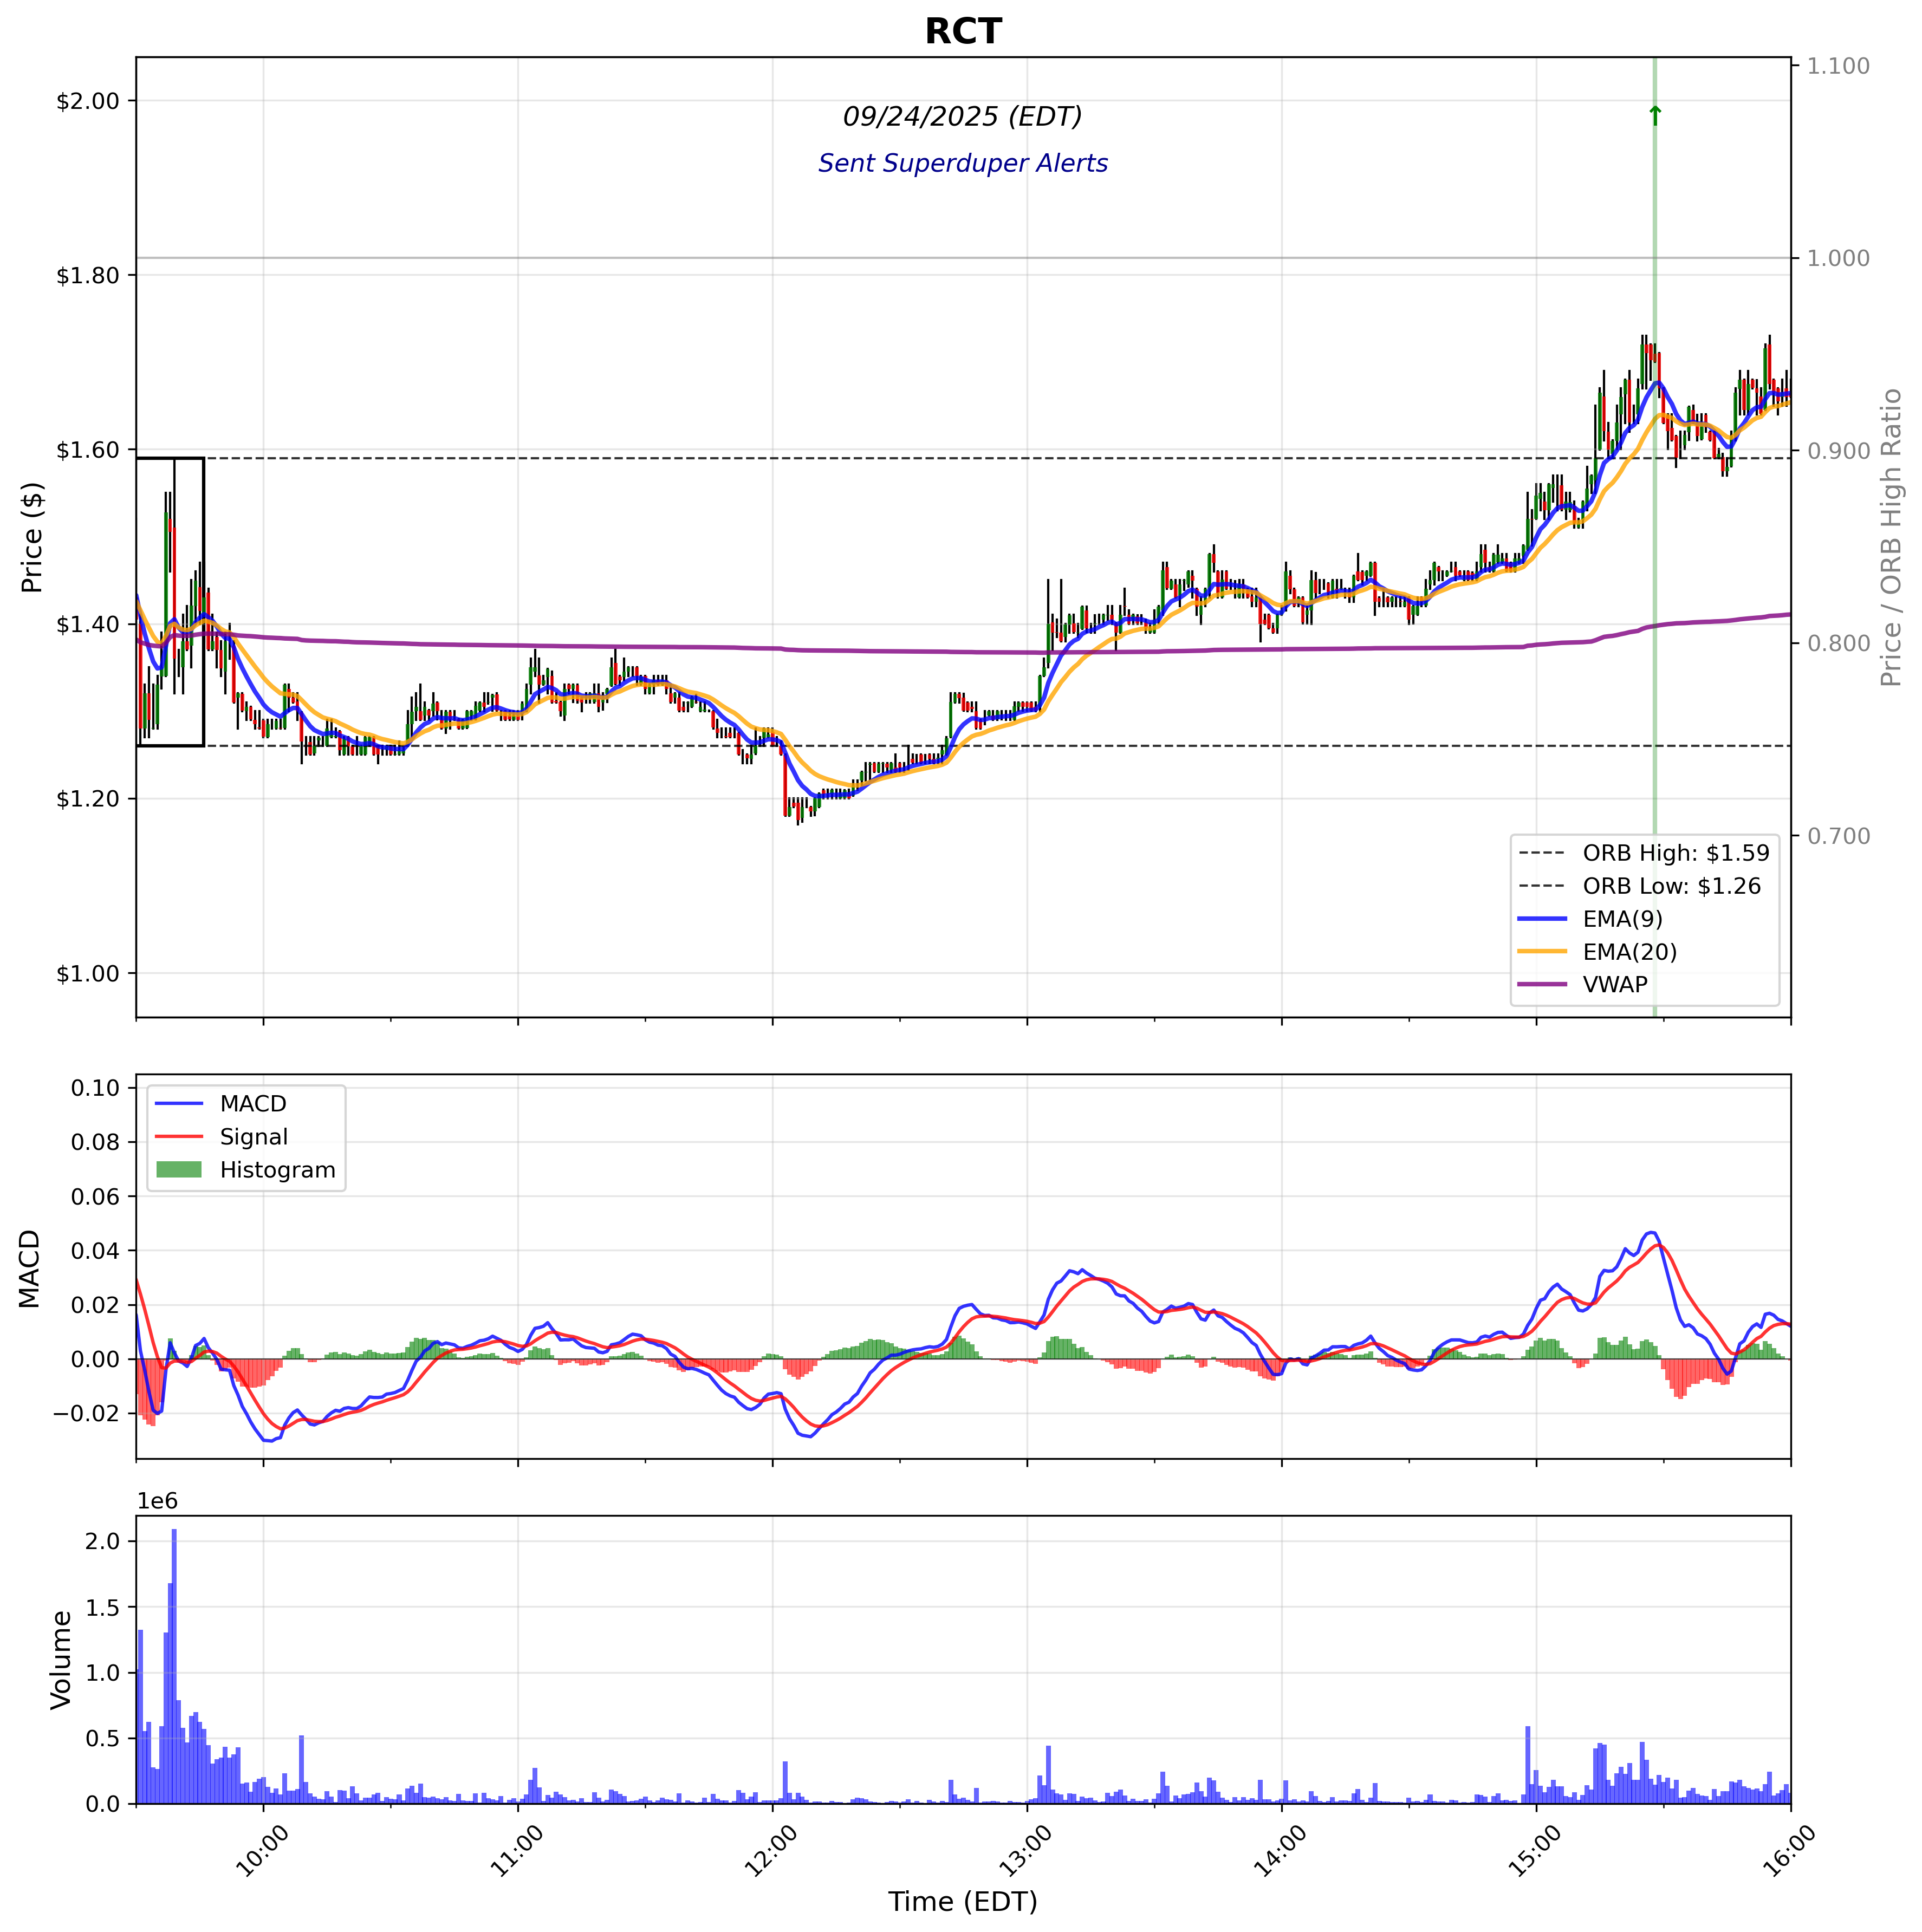 RCT
09/24/2025 (EDT)
Sent Superduper Alerts
↑
Price ($)
$2.00
$1.80
$1.60
$1.40
$1.20
$1.00
1.100
1.000
0.900
0.800
0.700
Price / ORB High Ratio
ORB High: $1.59
ORB Low: $1.26
EMA(9)
EMA(20)
VWAP
MACD
0.10
0.08
0.06
0.04
0.02
0.00
−0.02
MACD
Signal
Histogram
1e6
Volume
2.0
1.5
1.0
0.5
0.0
10:00
11:00
12:00
13:00
14:00
15:00
16:00
Time (EDT)